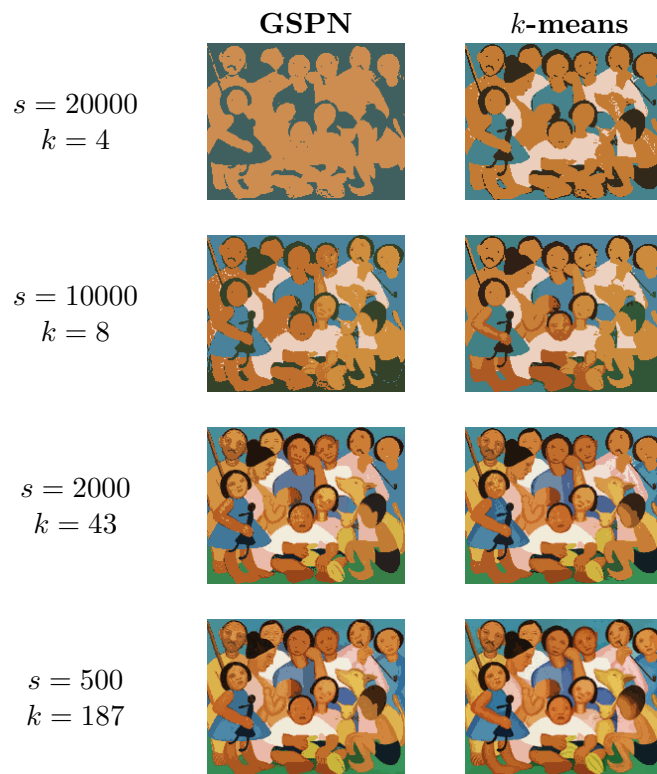 GSPN k-means
s = 20000
k = 4
s = 10000
k = 8
s = 2000
k = 43
s = 500
k = 187